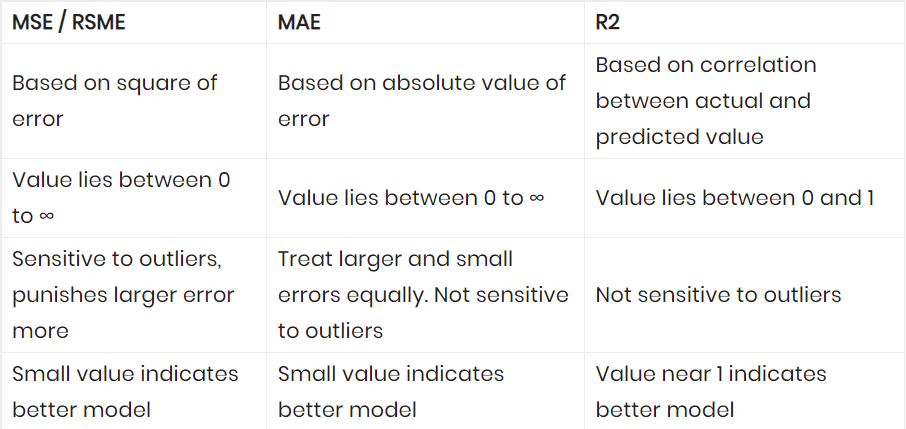 MSE / RSME
MAE
R2
Based on square of
error
Based on absolute value of
error
Based on correlation
between actual and
predicted value
Value lies between 0
to ∞
Value lies between 0 to ∞
Value lies between 0 and 1
Sensitive to outliers,
punishes larger error
more
Treat larger and small
errors equally. Not sensitive
to outliers
Not sensitive to outliers
Small value indicates
better model
Small value indicates
better model
Value near 1 indicates
better model